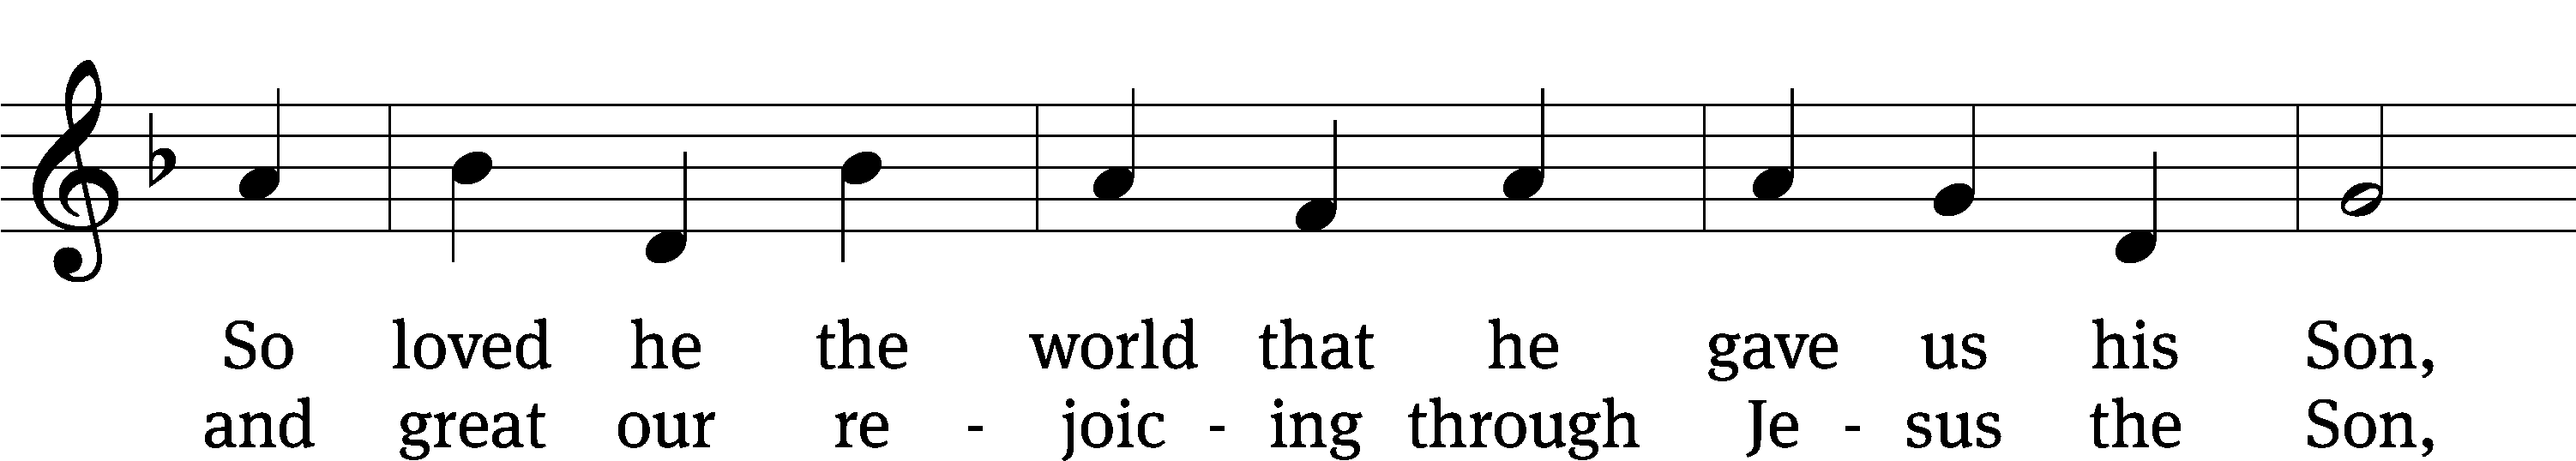 So loved he the world that he gave us his Son,
and great our re - joic - ing through Je - sus the Son,